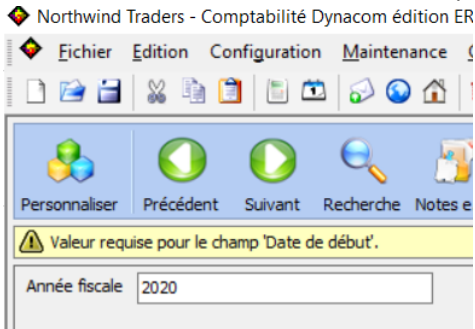 Northwind Traders - Comptabilité Dynacom édition ER
Fichier Edition Configuration Maintenance
Personnaliser Précédent Suivant Recherche Notes e
Valeur requise pour le champ 'Date de début'.
Année fiscale 2020